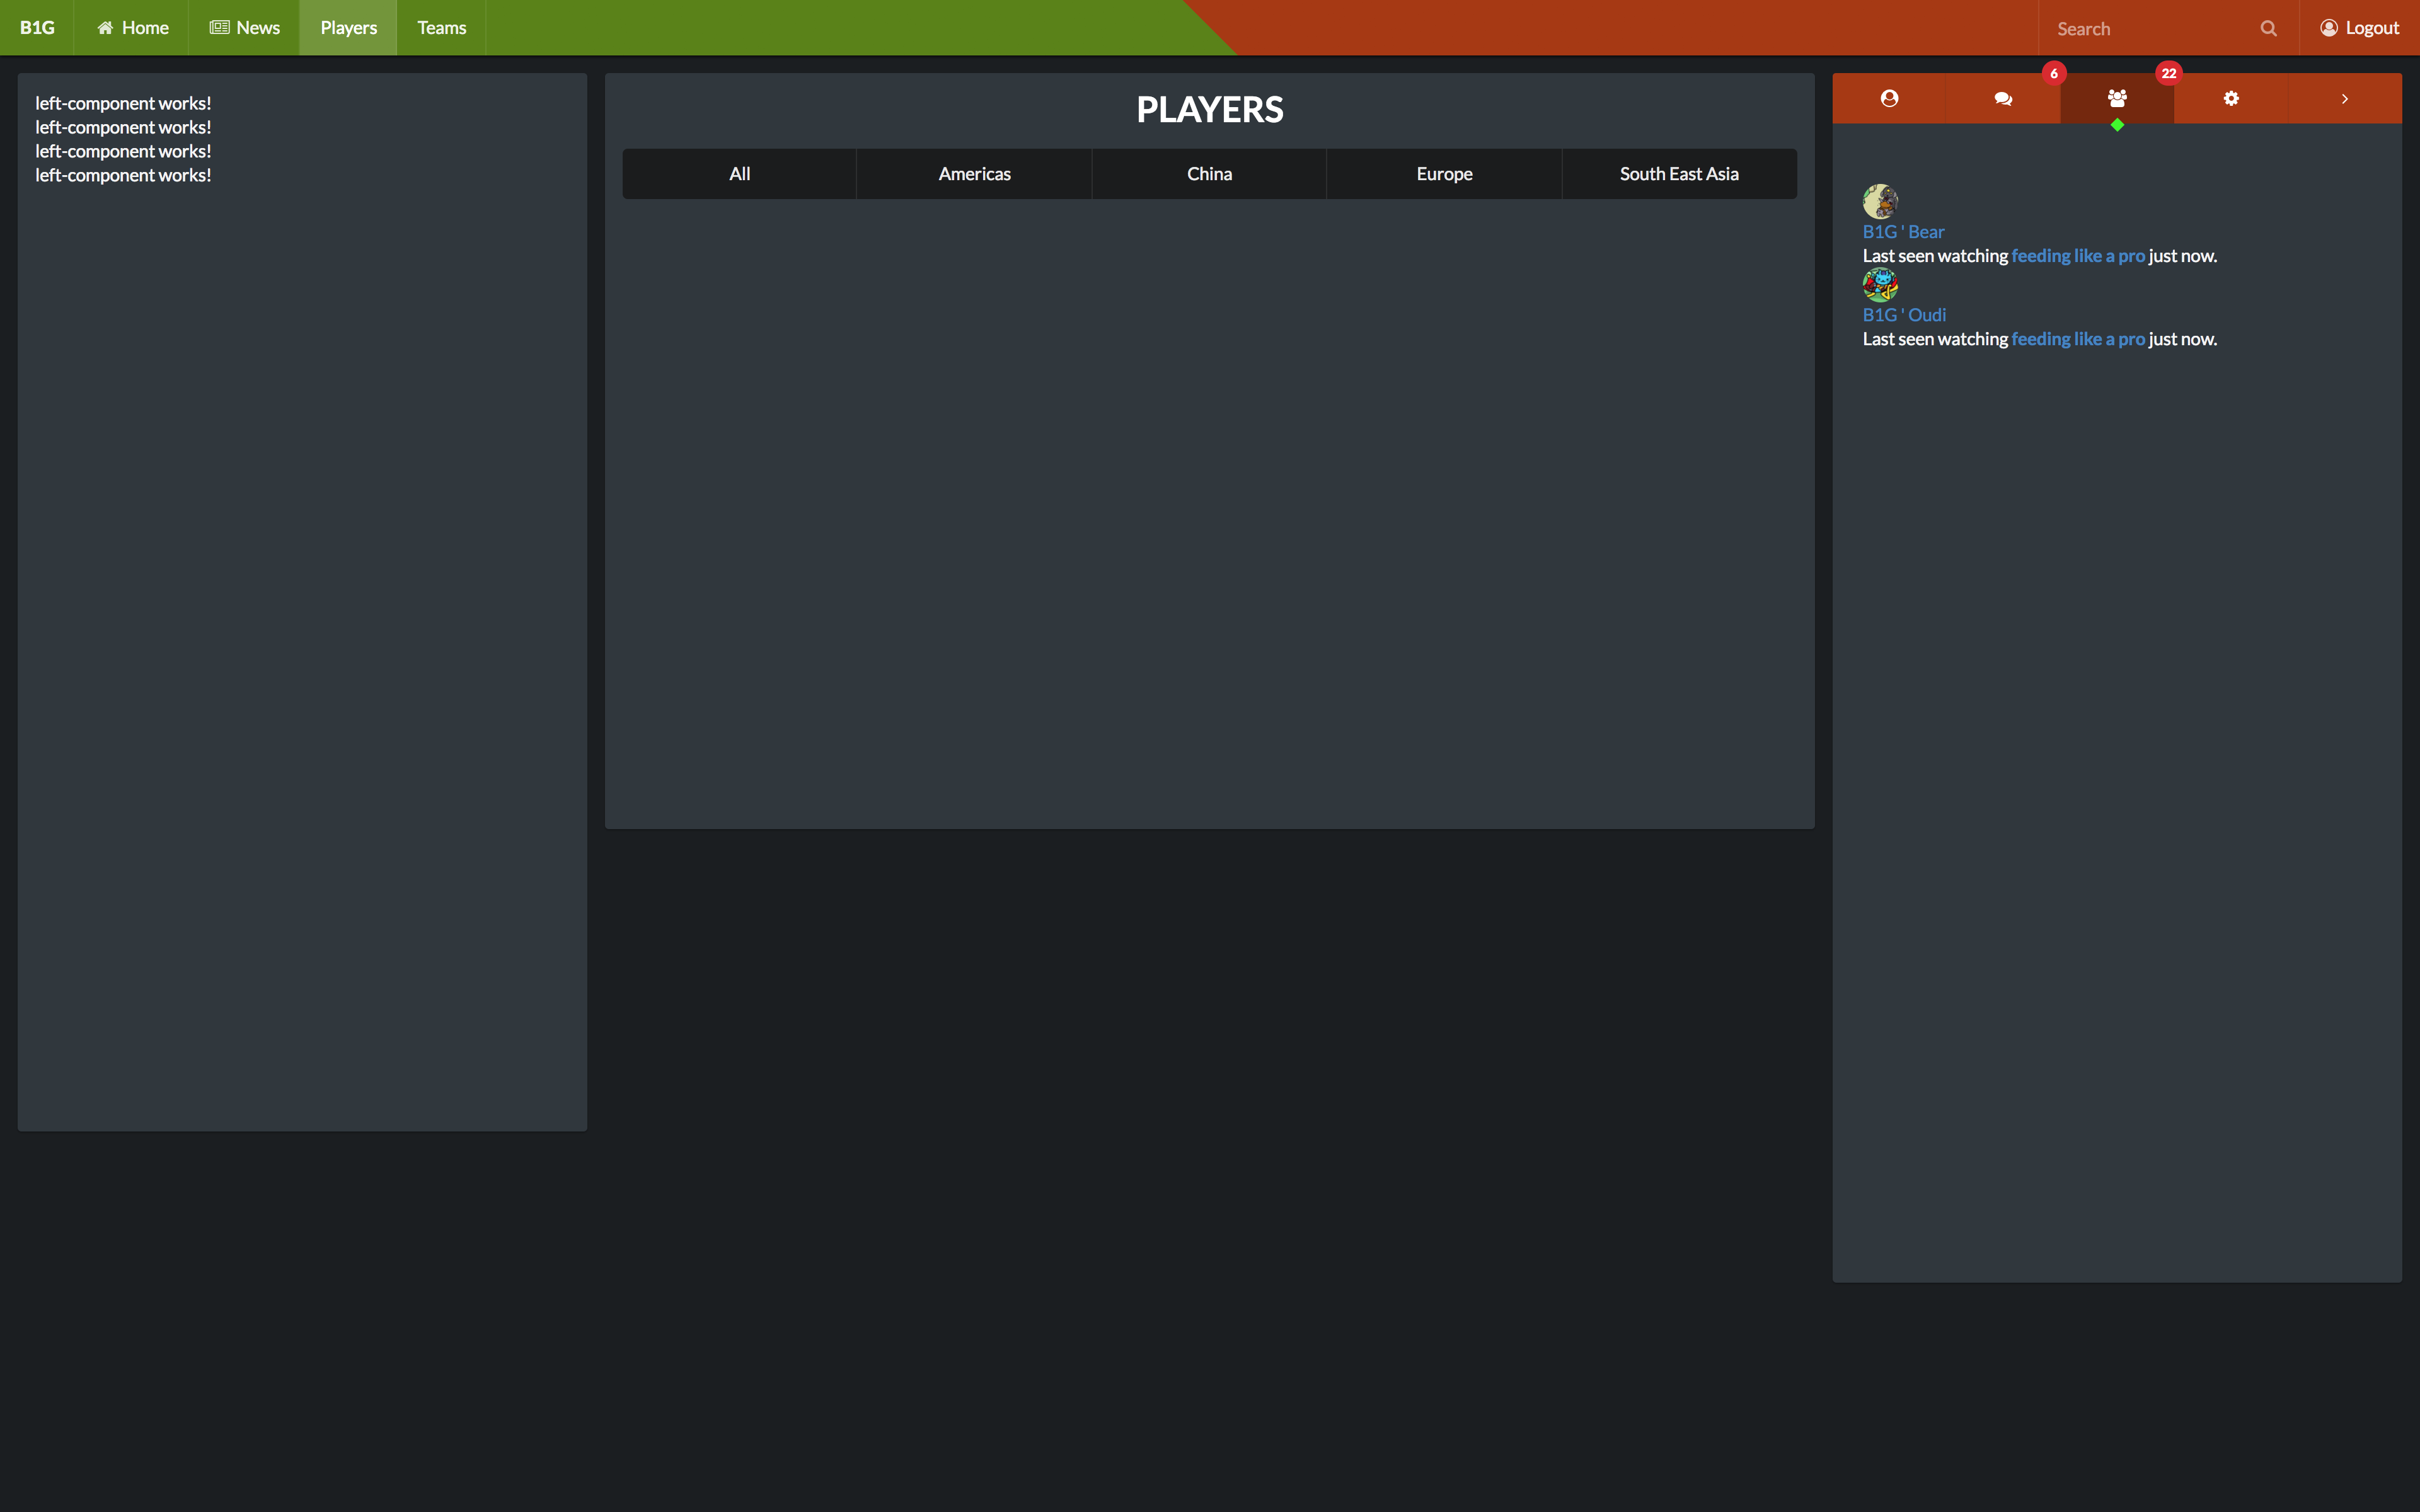 B1G Home News Players Teams Search Logout
left-component works!
left-component works!
left-component works!
left-component works!
PLAYERS
All Americas China Europe South East Asia
6 22
B1G ' Bear
Last seen watching feeding like a pro just now.
B1G ' Oudi
Last seen watching feeding like a pro just now.